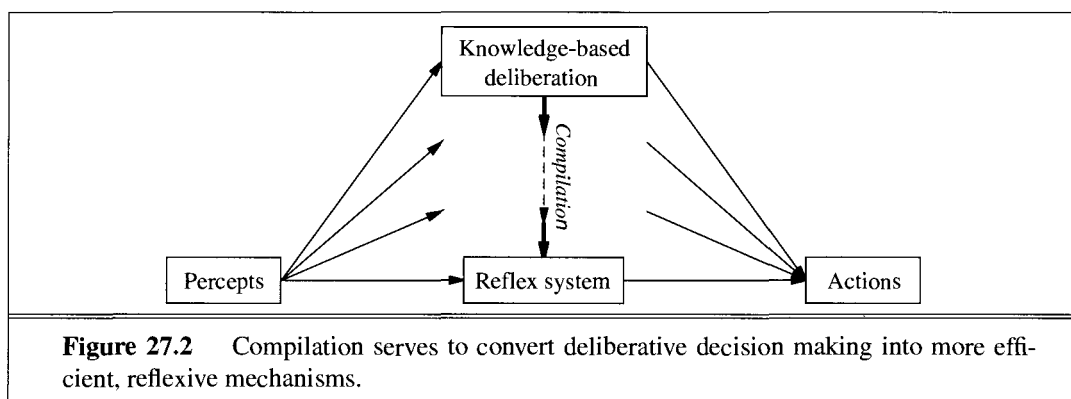 Knowledge-based
deliberation
Compilation
Percepts
Reflex system
Actions
Figure 27.2 Compilation serves to convert deliberative decision making into more effi-
cient, reflexive mechanisms.